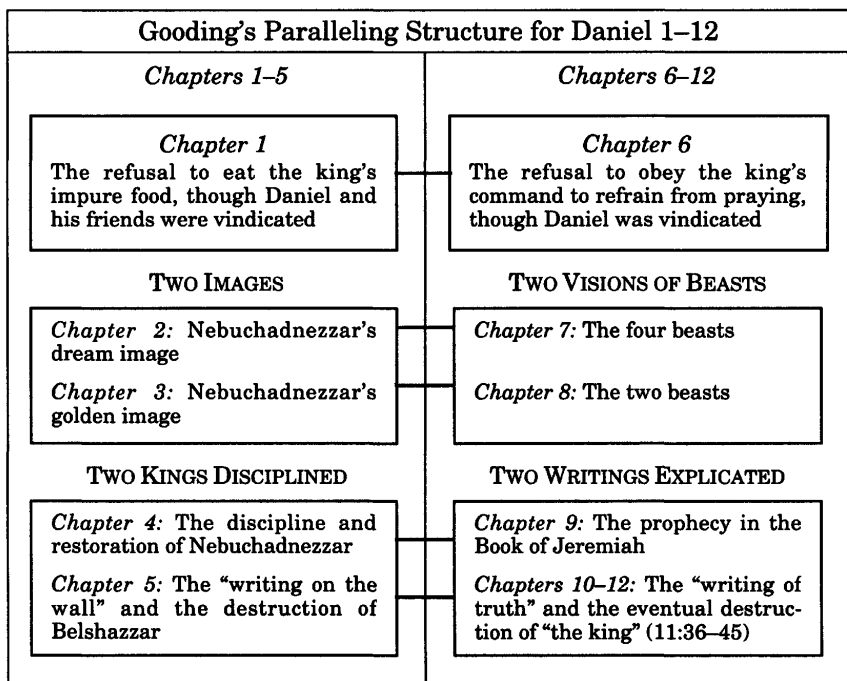 Gooding's Paralleling Structure for Daniel 1–12
Chapters 1–5
Chapter 1
The refusal to eat the king's
impure food, though Daniel and
his friends were vindicated
TWO IMAGES
Chapter 2: Nebuchadnezzar's
dream image
Chapter 3: Nebuchadnezzar's
golden image
TWO KINGS DISCIPLINED
Chapter 4: The discipline and
restoration of Nebuchadnezzar
Chapter 5: The "writing on the
wall" and the destruction of
Belshazzar
Chapters 6–12
Chapter 6
The refusal to obey the king's
command to refrain from praying,
though Daniel was vindicated
TWO VISIONS OF BEASTS
Chapter 7: The four beasts
Chapter 8: The two beasts
TWO WRITINGS EXPLICATED
Chapter 9: The prophecy in the
Book of Jeremiah
Chapters 10–12: The "writing of
truth" and the eventual destruc-
tion of "the king" (11:36–45)